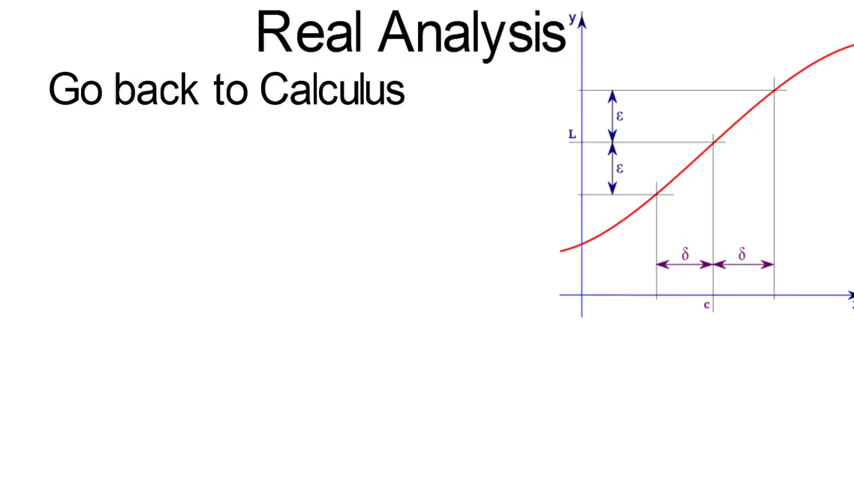 Real Analysis
Go back to Calculus
y
ε
L
ε
δ δ
c